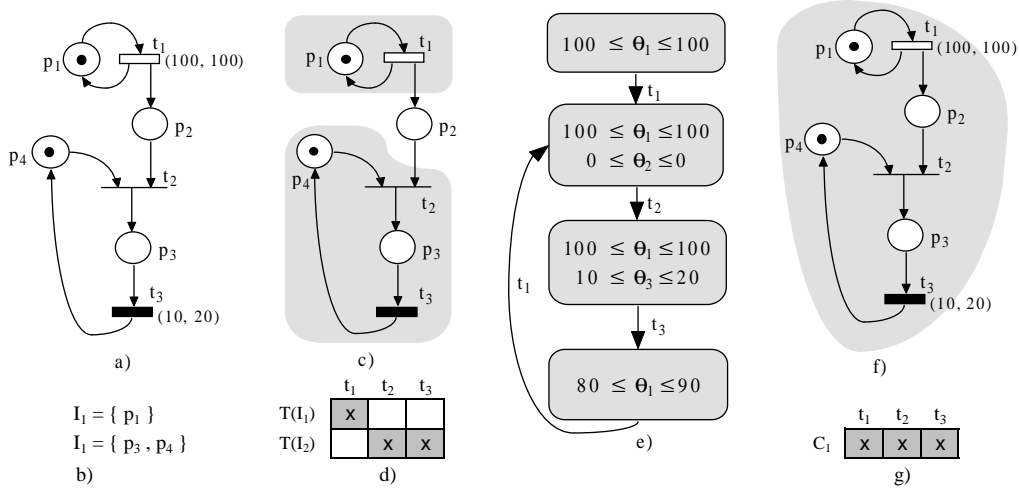 t₁
p₁
(100, 100)
p₂
p₄
t₂
p₃
t₃
(10, 20)
a)
I₁ = { p₁ }
I₁ = { p₃ , p₄ }
b)
t₁
p₁
p₂
p₄
t₂
p₃
t₃
c)
t₁ t₂ t₃
T(I₁) x
T(I₂) x x
d)
100 ≤ θ₁ ≤100
t₁
100 ≤ θ₁ ≤100
0 ≤ θ₂ ≤0
t₂
100 ≤ θ₁ ≤100
10 ≤ θ₃ ≤20
t₁
t₃
80 ≤ θ₁ ≤90
e)
t₁
p₁
(100, 100)
p₂
p₄
t₂
p₃
t₃
(10, 20)
f)
t₁ t₂ t₃
C₁ x x x
g)